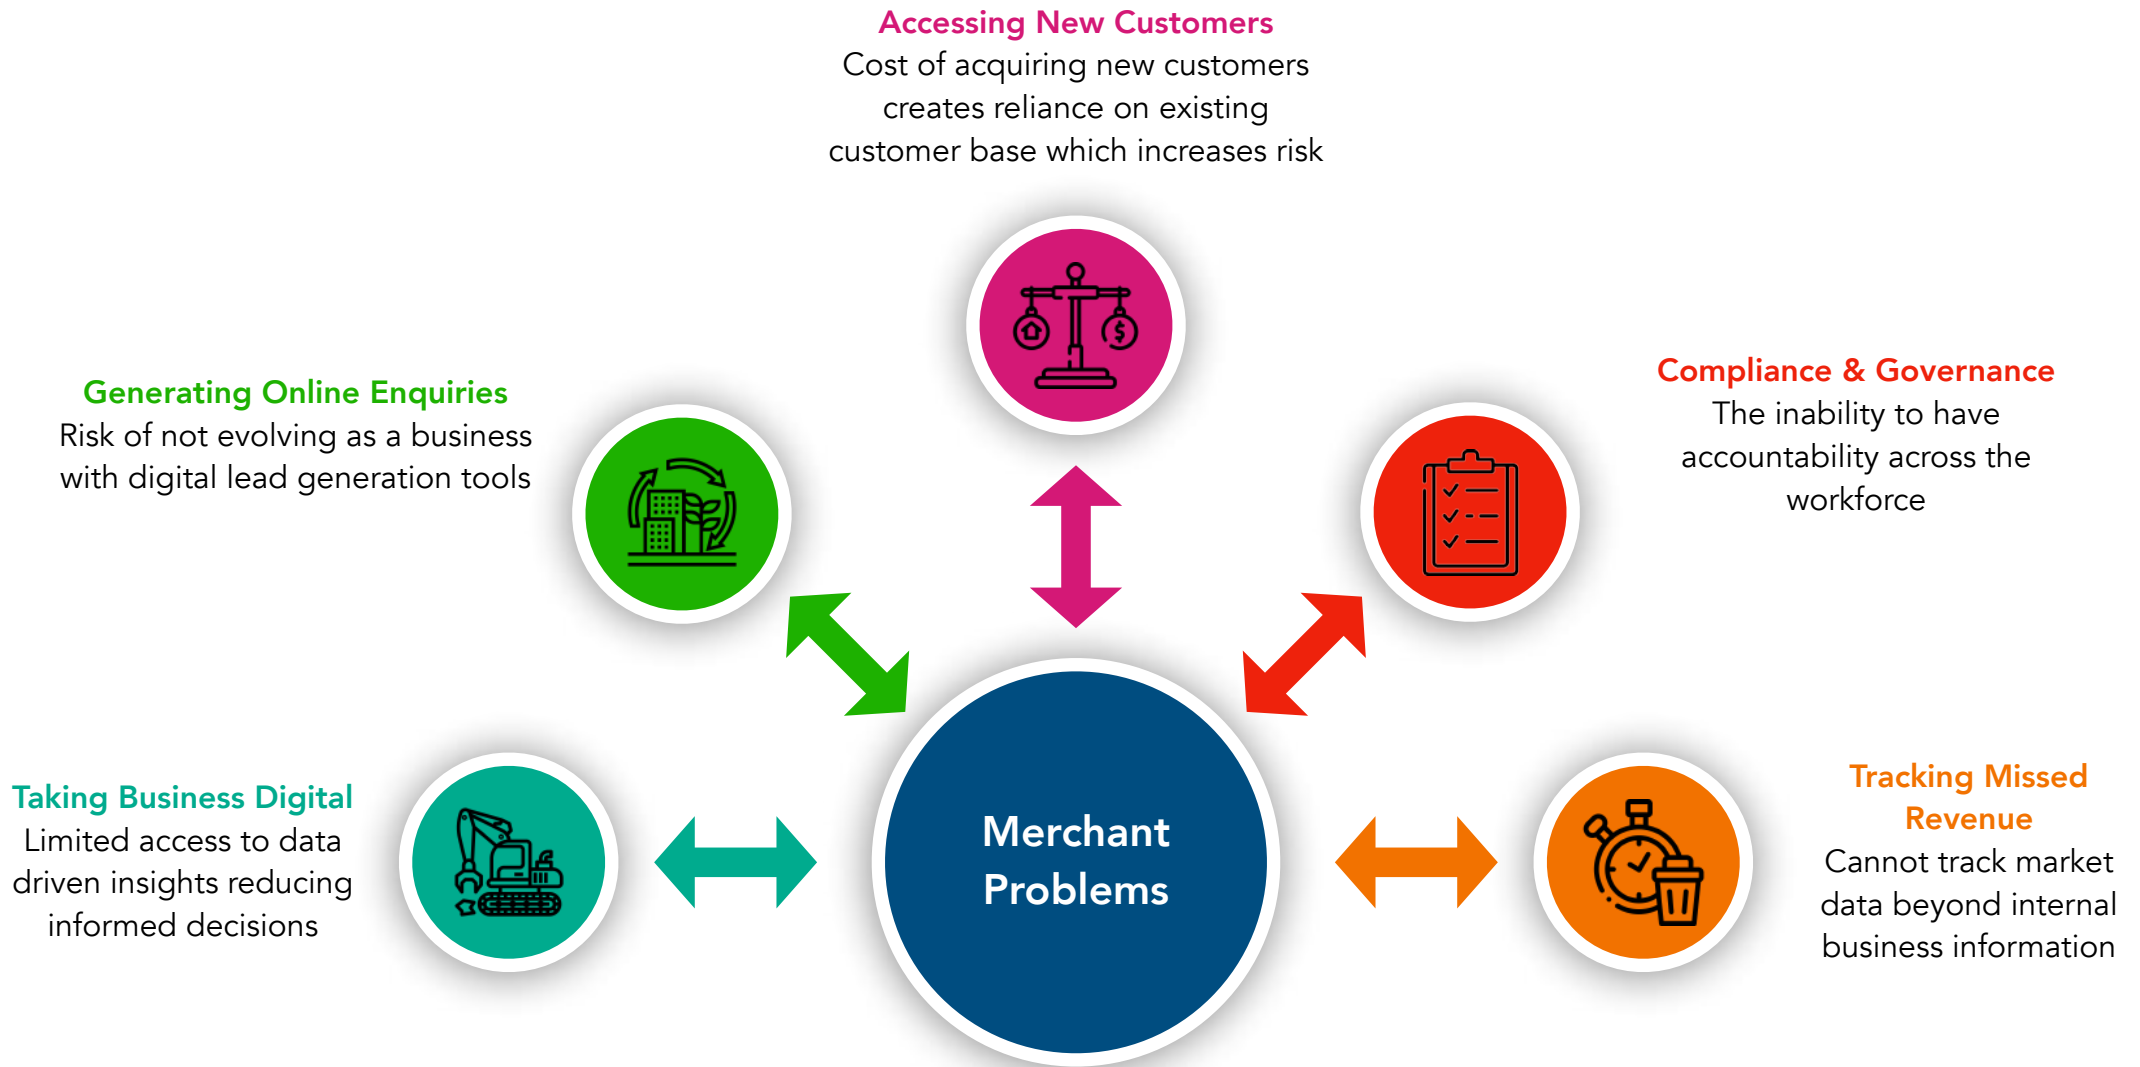 Accessing New Customers
Cost of acquiring new customers
creates reliance on existing
customer base which increases risk
Generating Online Enquiries
Risk of not evolving as a business
with digital lead generation tools
Compliance & Governance
The inability to have
accountability across the
workforce
Taking Business Digital
Limited access to data
driven insights reducing
informed decisions
Merchant
Problems
Tracking Missed
Revenue
Cannot track market
data beyond internal
business information
$